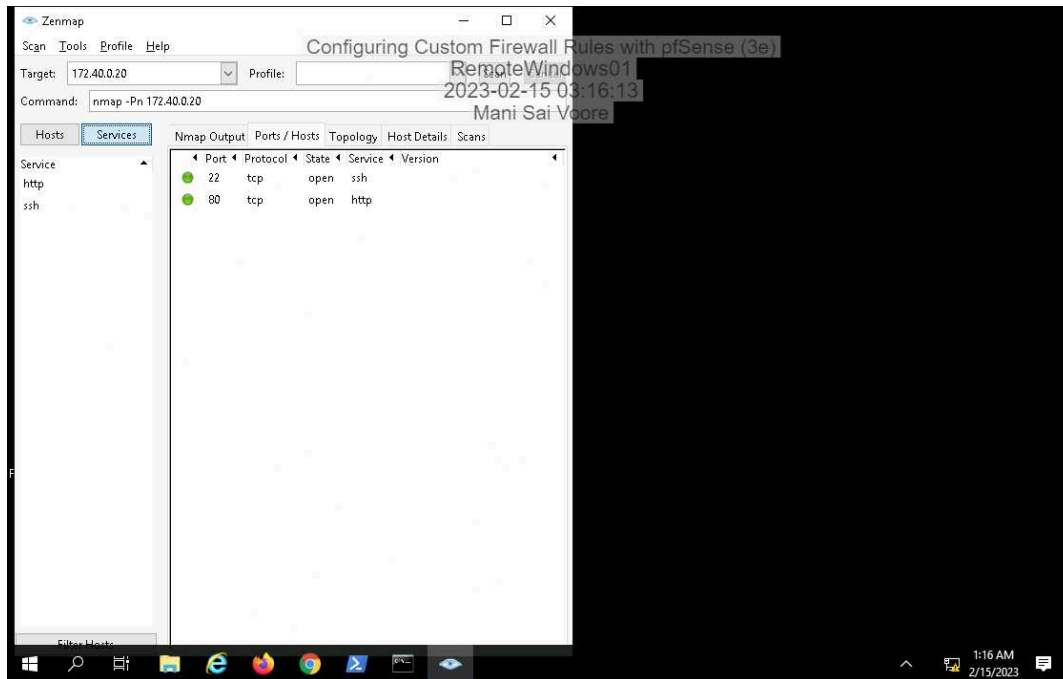 Zenmap
Scan Tools Profile Help
Configuring Custom Firewall Rules with pfSense (3e)
Target: 172.40.0.20 Profile:
RemoteWindows01
2023-02-15 03:16:13
Command: nmap -Pn 172.40.0.20
Mani Sai Voore
Hosts Services
Nmap Output Ports / Hosts Topology Host Details Scans
Service
Port Protocol State Service Version
http
22 tcp open ssh
ssh
80 tcp open http
Filter Hosts
1:16 AM
2/15/2023